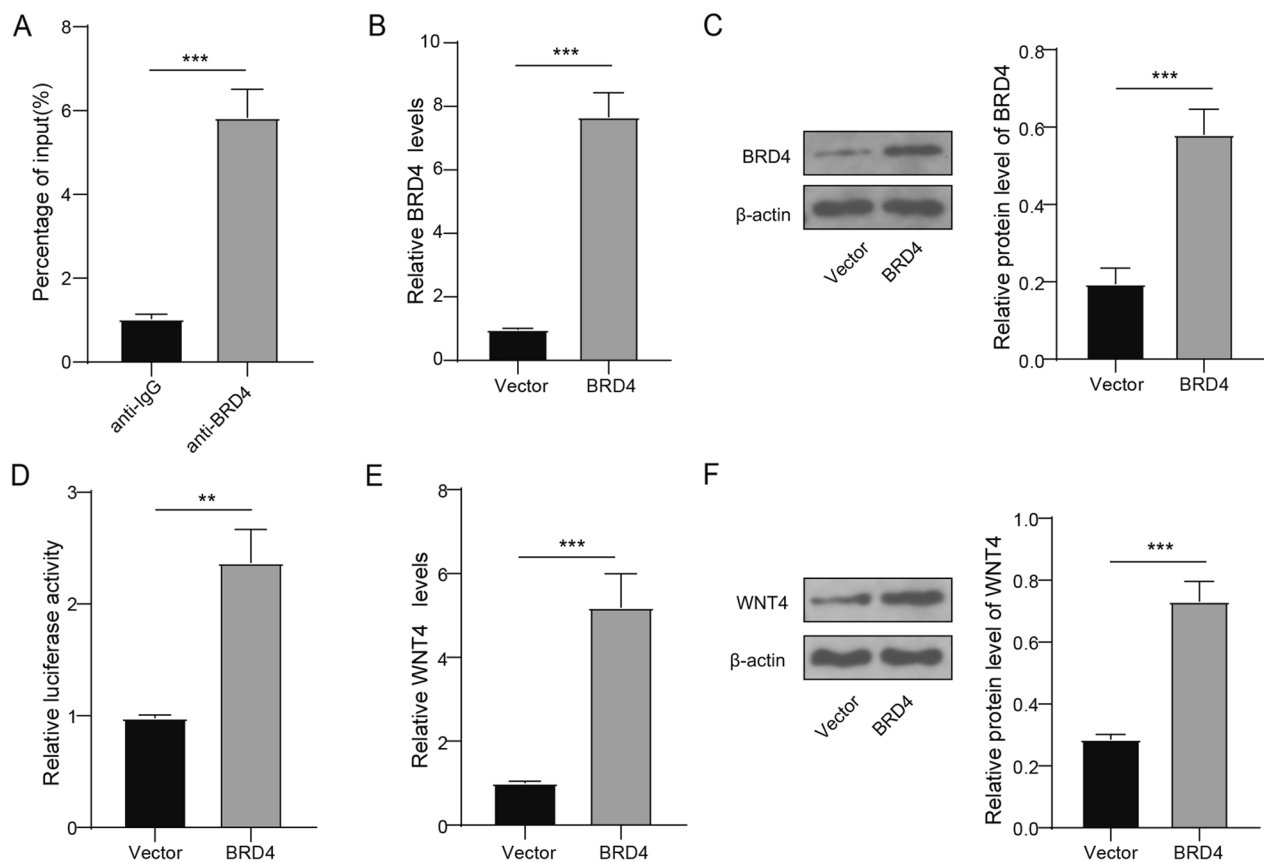 A
Percentage of input(%)
8
6
4
2
0
***
anti-IgG
anti-BRD4
B
Relative BRD4 levels
10
8
6
4
2
0
***
Vector
BRD4
C
BRD4
β-actin
Vector
BRD4
Relative protein level of BRD4
0.8
0.6
0.4
0.2
0.0
***
Vector
BRD4
D
Relative luciferase activity
3
2
1
0
**
Vector
BRD4
E
Relative WNT4 levels
8
6
4
2
0
***
Vector
BRD4
F
WNT4
β-actin
Vector
BRD4
Relative protein level of WNT4
1.0
0.8
0.6
0.4
0.2
0.0
***
Vector
BRD4